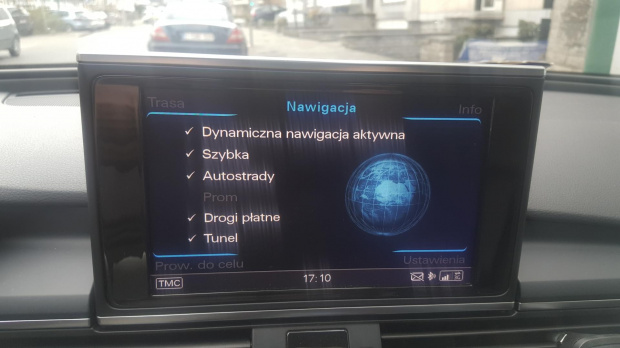 Trasa
Nawigacja
Info
Dynamiczna nawigacja aktywna
Szybka
Autostrady
Prom
Drogi płatne
Tunel
Prow. do celu
Ustawienia
TMC
17:10